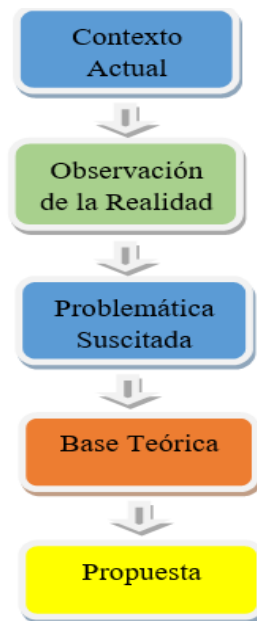 Contexto
Actual
Observación
de la Realidad
Problemática
Suscitada
Base Teórica
Propuesta